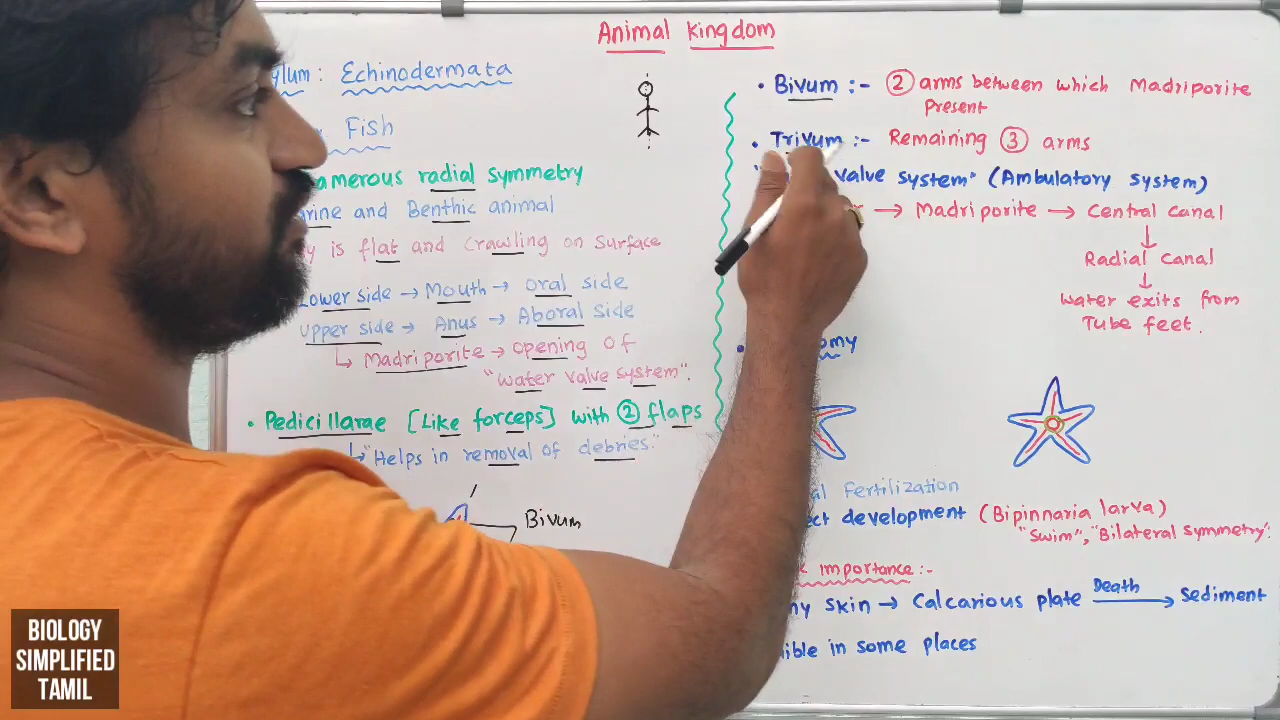 Animal kingdom
ylum: Echinodermata
Fish
amerous radial symmetry
rine and Benthic animal
y is flat and Crawling on Surface
Lower side → Mouth → Oral side
Upper side → Anus → Aboral side
↳ Madriporite → Opening of
"Water valve system".
• Pedicillarae [Like forceps] with ② flaps
↳ "Helps in removal of debries."
Bivum
• Bivum :- ② arms between which Madriporite
Present
• Trivum :- Remaining ③ arms
valve system" (Ambulatory system)
→ Madriporite → Central canal
↓
Radial canal
↓
Water exits from
Tube feet.
omy
al Fertilization
ect development (Bipinnaria larva)
"Swim", "Bilateral symmetry".
importance :-
ny skin → Calcarious plate Death → Sediment
ible in some places
BIOLOGY
SIMPLIFIED
TAMIL